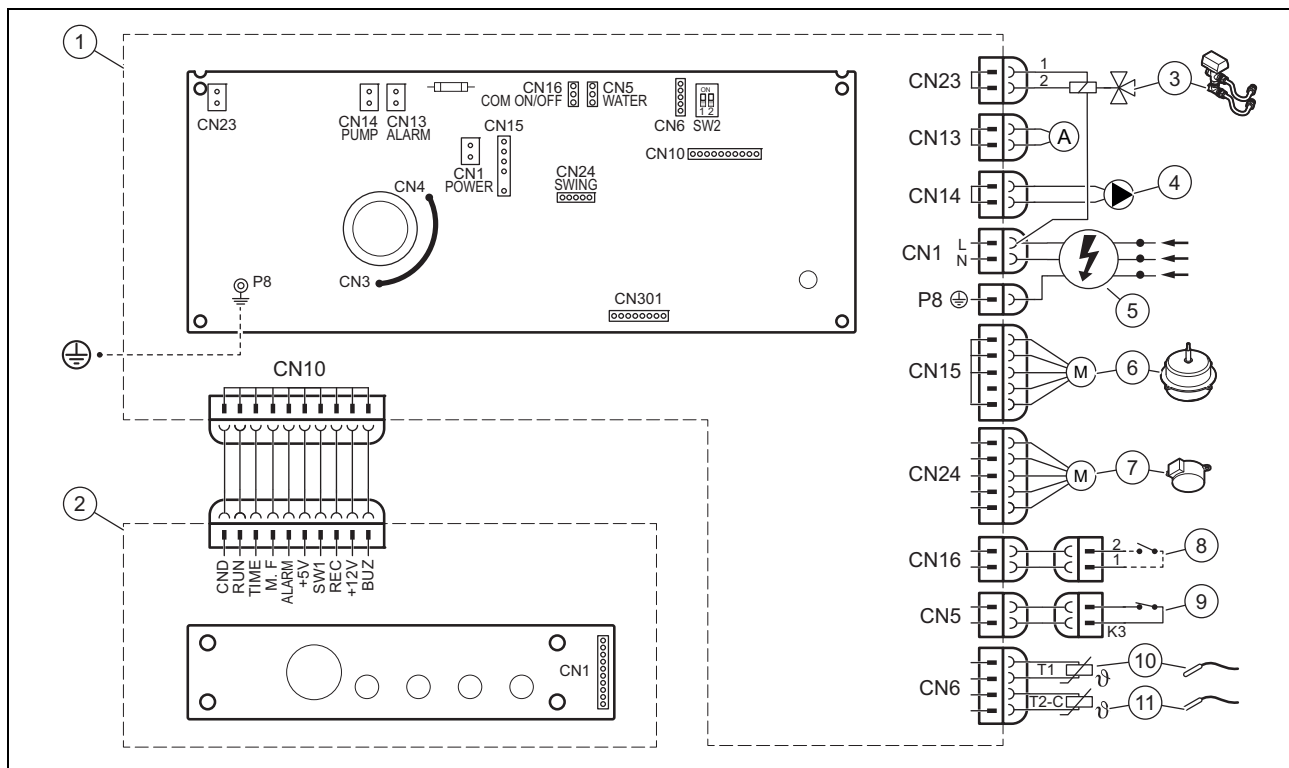 1
CN23
CN14
PUMP
CN13
ALARM
CN16
COM ON/OFF
CN5
WATER
CN15
CN1
POWER
CN6
ON
1 2
SW2
CN10
CN24
SWING
CN4
CN3
P8
CN301
CN10
2
CND
RUN
TIME
M. F
ALARM
+5V
SW1
REC
+12V
BUZ
CN1
CN23
1
2
3
CN13
A
CN14
4
CN1
L
N
5
P8
CN15
M
6
CN24
M
7
CN16
2
1
8
CN5
K3
9
CN6
T1
ϑ
10
T2-C
ϑ
11